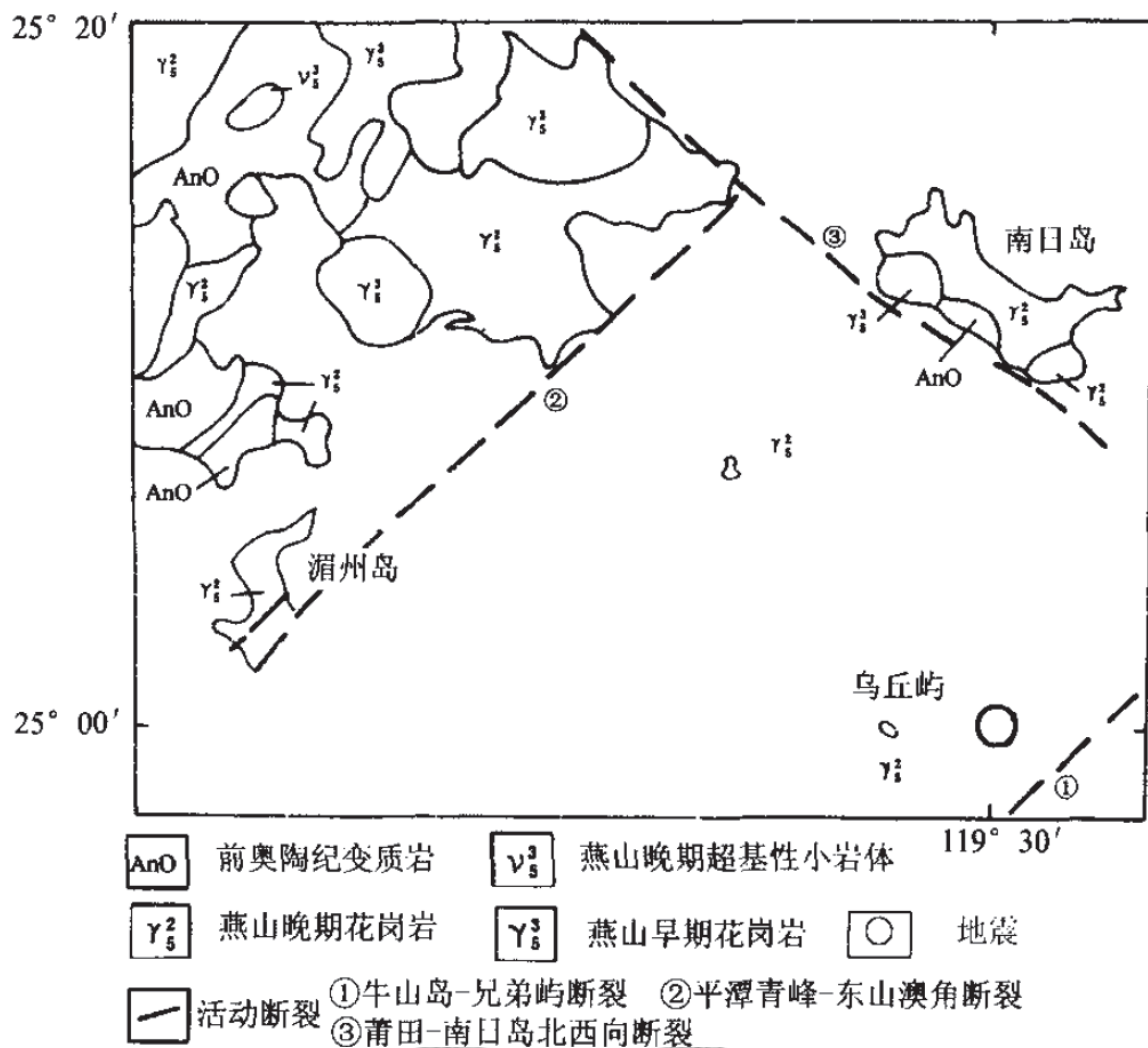 25° 20′
γ₅²
ν₅³
γ₅³
γ₅³
AnO
γ₅²
γ₅²
γ₅³
③
南日岛
γ₅³
γ₅²
AnO
γ₅²
γ₅²
AnO
②
γ₅²
AnO
湄州岛
γ₅²
乌丘屿
25° 00′
γ₅²
①
119° 30′
AnO 前奥陶纪变质岩 ν₅³ 燕山晚期超基性小岩体
γ₅² 燕山晚期花岗岩 γ₅³ 燕山早期花岗岩 地震
活动断裂 ①牛山岛-兄弟屿断裂 ②平潭青峰-东山澳角断裂
③莆田-南日岛北西向断裂